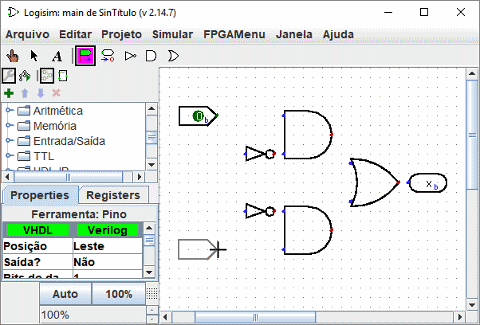 Logisim: main de SinTítulo (v 2.14.7)
Arquivo Editar Projeto Simular FPGAMenu Janela Ajuda
A
Aritmética
Memória
Entrada/Saída
TTL
HDL-IP
Properties Registers
Ferramenta: Pino
VHDL Verilog
Posição Leste
Saída? Não
Bits de da 1
Auto 100%
100%
0 b
x b